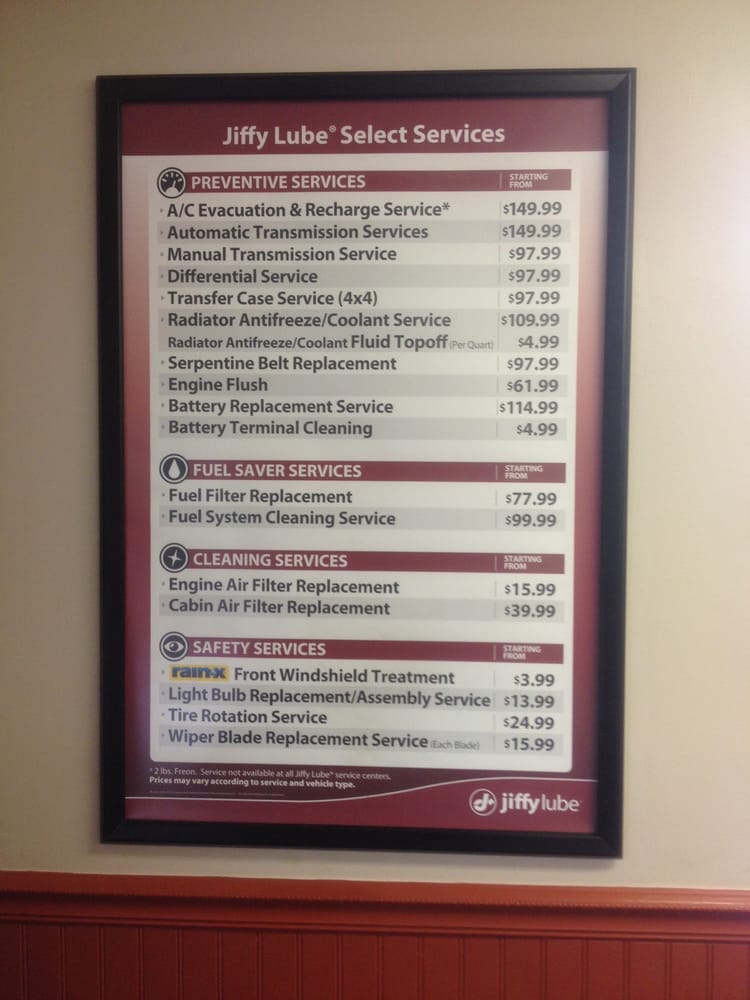 Jiffy Lube® Select Services
PREVENTIVE SERVICES STARTING FROM
A/C Evacuation & Recharge Service* $149.99
Automatic Transmission Services $149.99
Manual Transmission Service $97.99
Differential Service $97.99
Transfer Case Service (4x4) $97.99
Radiator Antifreeze/Coolant Service $109.99
Radiator Antifreeze/Coolant Fluid Topoff (Per Quart) $4.99
Serpentine Belt Replacement $97.99
Engine Flush $61.99
Battery Replacement Service $114.99
Battery Terminal Cleaning $4.99
FUEL SAVER SERVICES STARTING FROM
Fuel Filter Replacement $77.99
Fuel System Cleaning Service $99.99
CLEANING SERVICES STARTING FROM
Engine Air Filter Replacement $15.99
Cabin Air Filter Replacement $39.99
SAFETY SERVICES STARTING FROM
rain-x Front Windshield Treatment $3.99
Light Bulb Replacement/Assembly Service $13.99
Tire Rotation Service $24.99
Wiper Blade Replacement Service (Each Blade) $15.99
* 2 lbs. Freon. Service not available at all Jiffy Lube® service centers.
Prices may vary according to service and vehicle type.
jiffylube